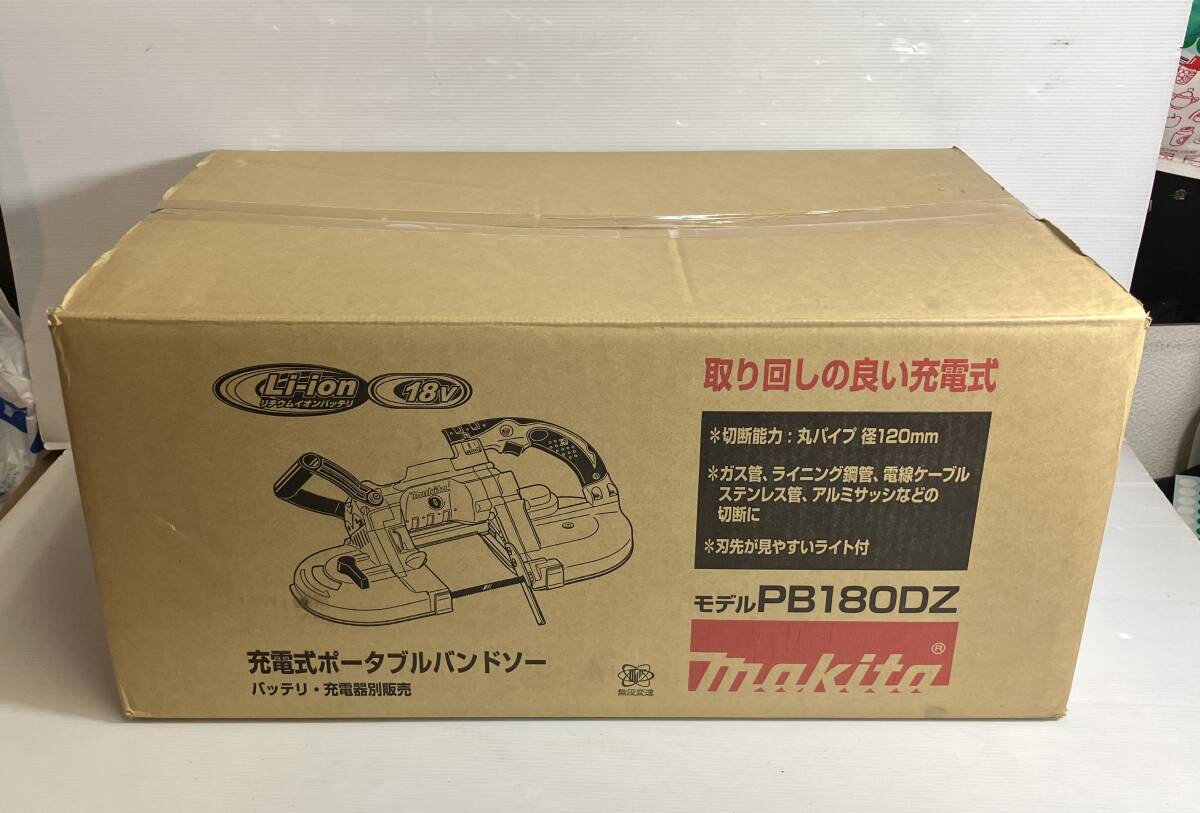 Li-ion
リチウムイオンバッテリ
18V
取り回しの良い充電式
*切断能力：丸パイプ 径120mm
*ガス管、ライニング鋼管、電線ケーブル
ステンレス管、アルミサッシなどの
切断に
*刃先が見やすいライト付
モデルPB180DZ
makita®
makita
充電式ポータブルバンドソー
バッテリ・充電器別販売
無段変速